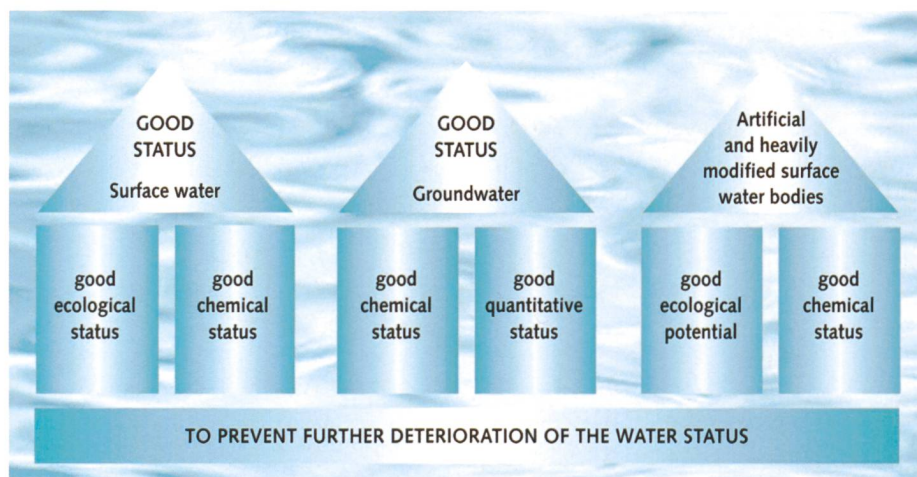 GOOD
STATUS
Surface water
good
ecological
status
good
chemical
status
GOOD
STATUS
Groundwater
good
chemical
status
good
quantitative
status
Artificial
and heavily
modified surface
water bodies
good
ecological
potential
good
chemical
status
TO PREVENT FURTHER DETERIORATION OF THE WATER STATUS